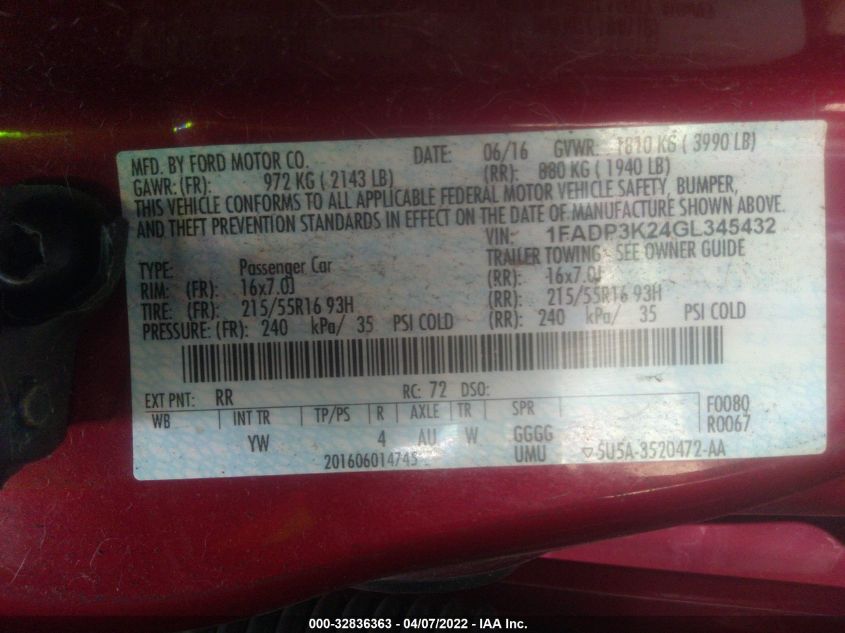 MFD. BY FORD MOTOR CO. DATE: 06/16 GVWR: 1810 KG ( 3990 LB)
GAWR: (FR): 972 KG ( 2143 LB) (RR): 880 KG ( 1940 LB)
THIS VEHICLE CONFORMS TO ALL APPLICABLE FEDERAL MOTOR VEHICLE SAFETY, BUMPER,
AND THEFT PREVENTION STANDARDS IN EFFECT ON THE DATE OF MANUFACTURE SHOWN ABOVE.
VIN: 1FADP3K24GL345432
TYPE: Passenger Car TRAILER TOWING - SEE OWNER GUIDE
RIM: (FR): 16x7.0J (RR): 16x7.0J
TIRE: (FR): 215/55R16 93H (RR): 215/55R16 93H
PRESSURE: (FR): 240 kPa/ 35 PSI COLD (RR): 240 kPa/ 35 PSI COLD
EXT PNT: RR RC: 72 DSO:
WB INT TR TP/PS R AXLE TR SPR F0080
YW 4 AU W GGGG R0067
201606014745 UMU ▽5U5A-3520472-AA
000-32836363 - 04/07/2022 - IAA Inc.